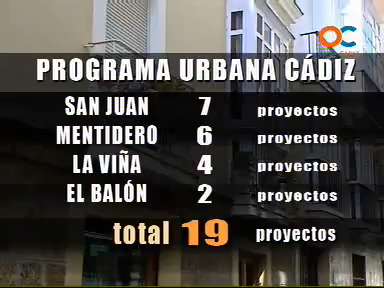 PROGRAMA URBANA CÁDIZ
SAN JUAN 7 proyectos
MENTIDERO 6 proyectos
LA VIÑA 4 proyectos
EL BALÓN 2 proyectos
total 19 proyectos